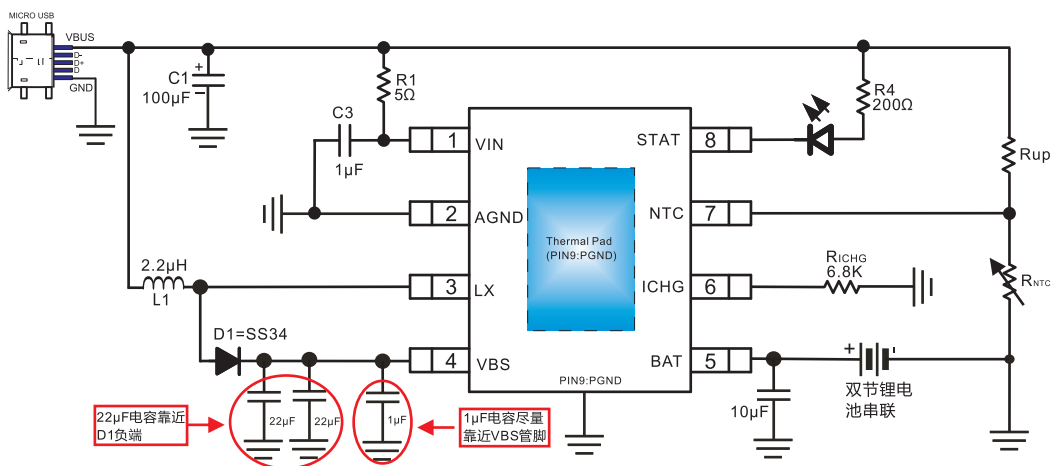 MICRO USB
VBUS
D-
D+
D
GND
C1
100µF
+
−
R1
5Ω
C3
1µF
R4
200Ω
Rup
1
VIN
STAT
8
2
AGND
NTC
7
Thermal Pad
(PIN9:PGND)
2.2µH
L1
3
LX
ICHG
6
RICHG
6.8K
RNTC
D1=SS34
4
VBS
BAT
5
PIN9:PGND
+
-
双节锂电
池串联
10µF
22µF
22µF
1µF
22µF电容靠近
D1负端
1µF电容尽量
靠近VBS管脚